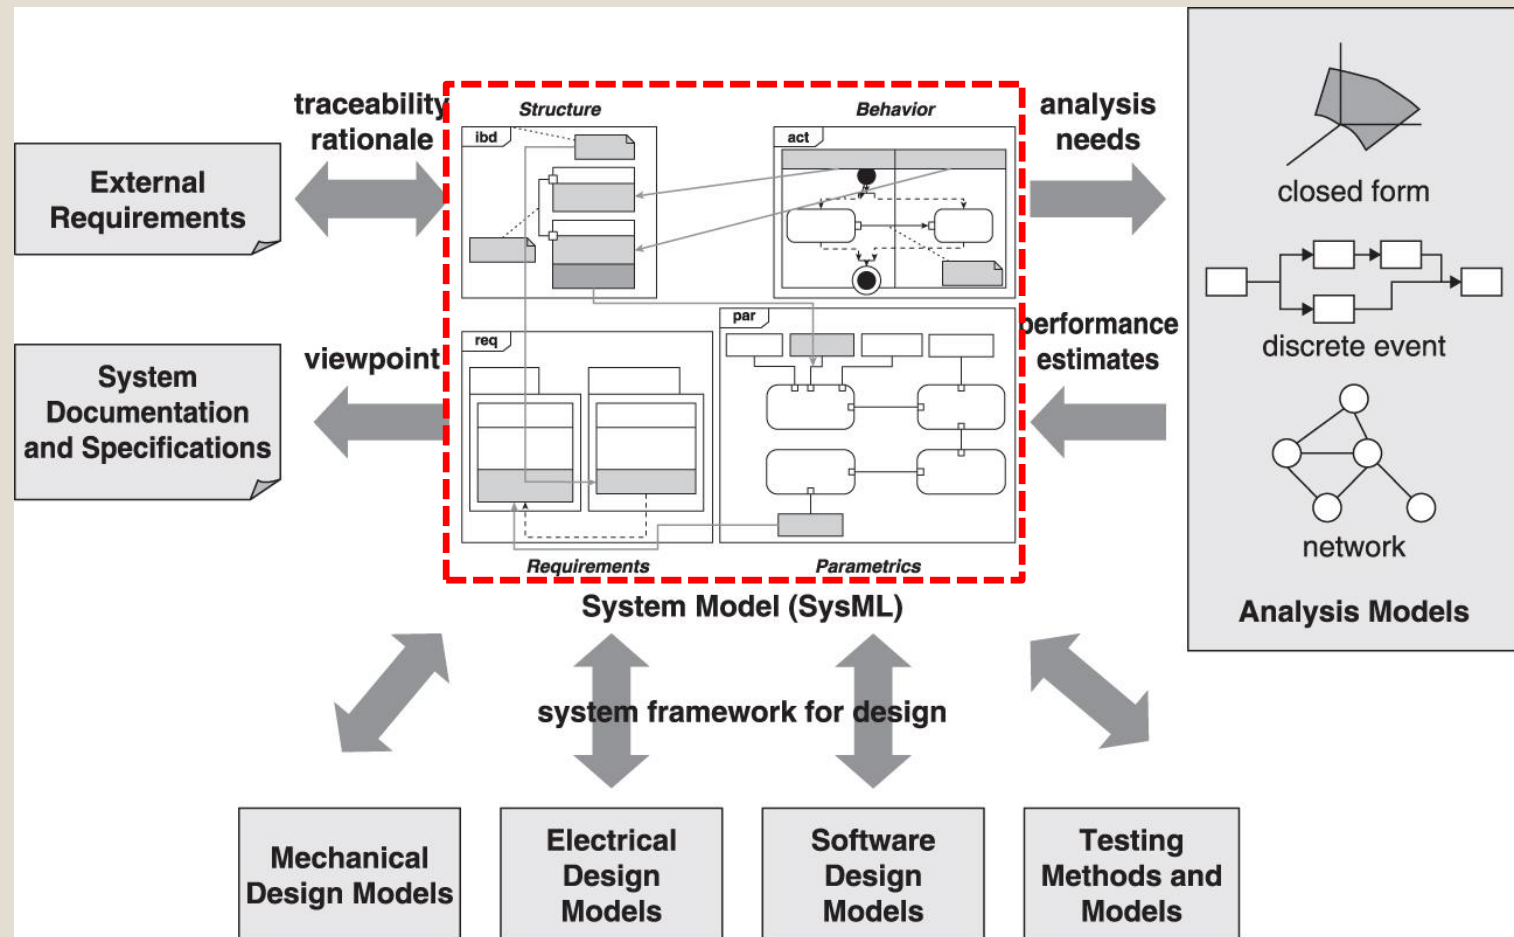 traceability
rationale
External
Requirements
System
Documentation
and Specifications
viewpoint
Structure
ibd
Behavior
act
req
Requirements
par
Parametrics
System Model (SysML)
analysis
needs
performance
estimates
closed form
discrete event
network
Analysis Models
system framework for design
Mechanical
Design Models
Electrical
Design
Models
Software
Design
Models
Testing
Methods and
Models